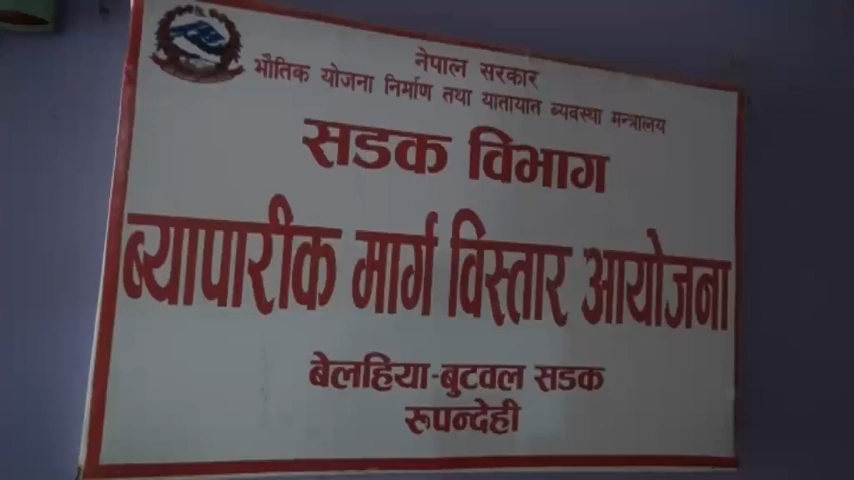 नेपाल सरकार
भौतिक योजना निर्माण तथा यातायात ब्यवस्था मन्त्रालय
सडक विभाग
ब्यापारीक मार्ग विस्तार आयोजना
बेलहिया-बुटवल सडक
रुपन्देही